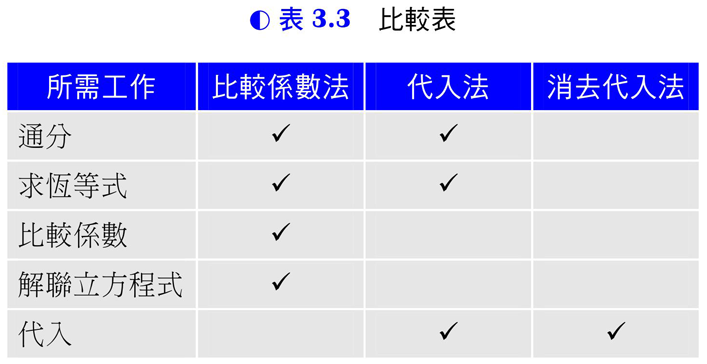 ◐ 表 3.3 比較表
所需工作 比較係數法 代入法 消去代入法
通分 ✓ ✓
求恆等式 ✓ ✓
比較係數 ✓
解聯立方程式 ✓
代入 ✓ ✓